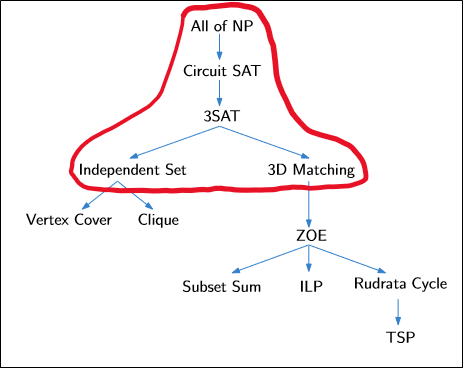 All of NP
Circuit SAT
3SAT
Independent Set 3D Matching
Vertex Cover Clique
ZOE
Subset Sum ILP Rudrata Cycle
TSP